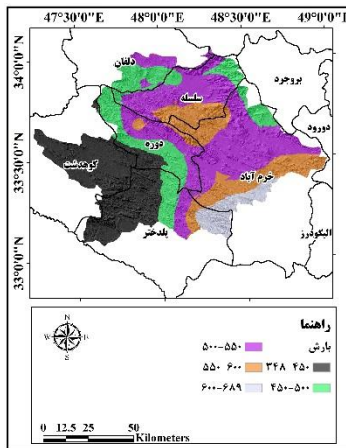 47°30'0"E 48°0'0"E 48°30'0"E 49°0'0"E
34°0'0"N
33°30'0"N
33°0'0"N
دلفان
بروجرد
سلسله
دورود
دوره
کوهدشت
خرم آباد
پلدختر
الیگودرز
راهنما
بارش
۵۰۰-۵۵۰
۴۵۰ ۳۴۸ ۶۰۰ ۵۵۰
۴۵۰-۵۰۰ ۶۰۰-۶۸۹
N
W E
S
0 12.5 25 50
Kilometers